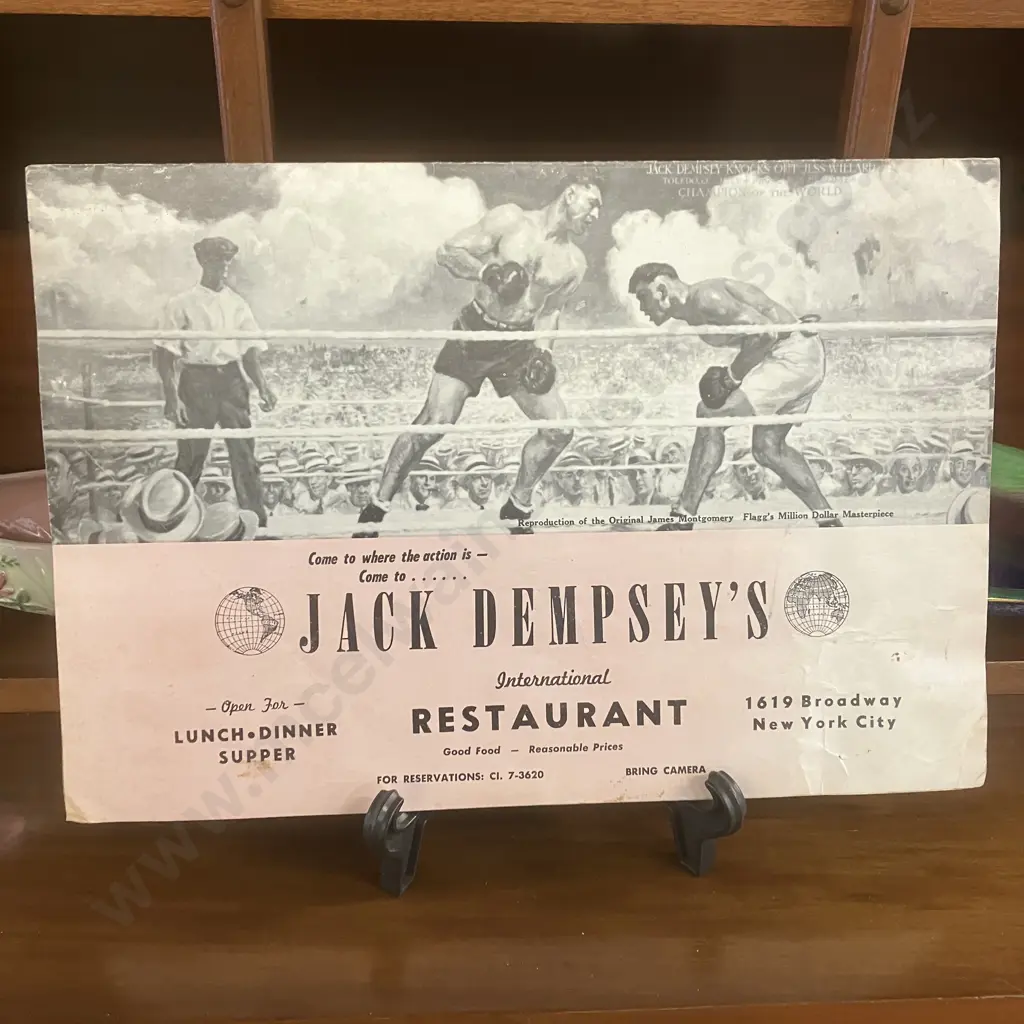 JACK DEMPSEY KNOCKS OUT JESS WILLARD
TOLEDO
CHAMPION OF THE WORLD
Reproduction of the Original James Montgomery Flagg's Million Dollar Masterpiece
Come to where the action is —
Come to . . . . . .
JACK DEMPSEY'S
International
RESTAURANT
— Open For —
LUNCH • DINNER
SUPPER
1619 Broadway
New York City
Good Food — Reasonable Prices
FOR RESERVATIONS: CI. 7-3620
BRING CAMERA